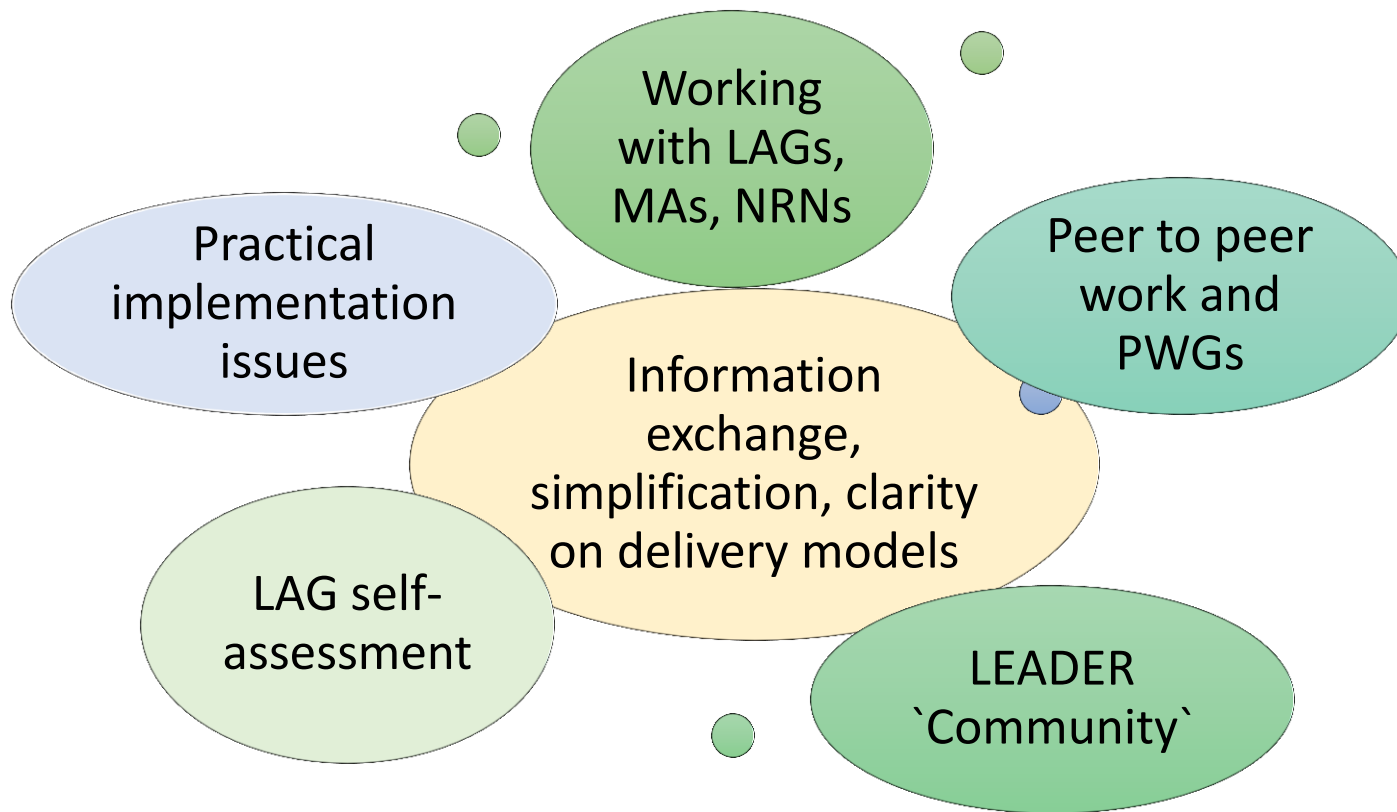 Working
with LAGs,
MAs, NRNs
Practical
implementation
issues
Peer to peer
work and
PWGs
Information
exchange,
simplification, clarity
on delivery models
LAG self-
assessment
LEADER
`Community`